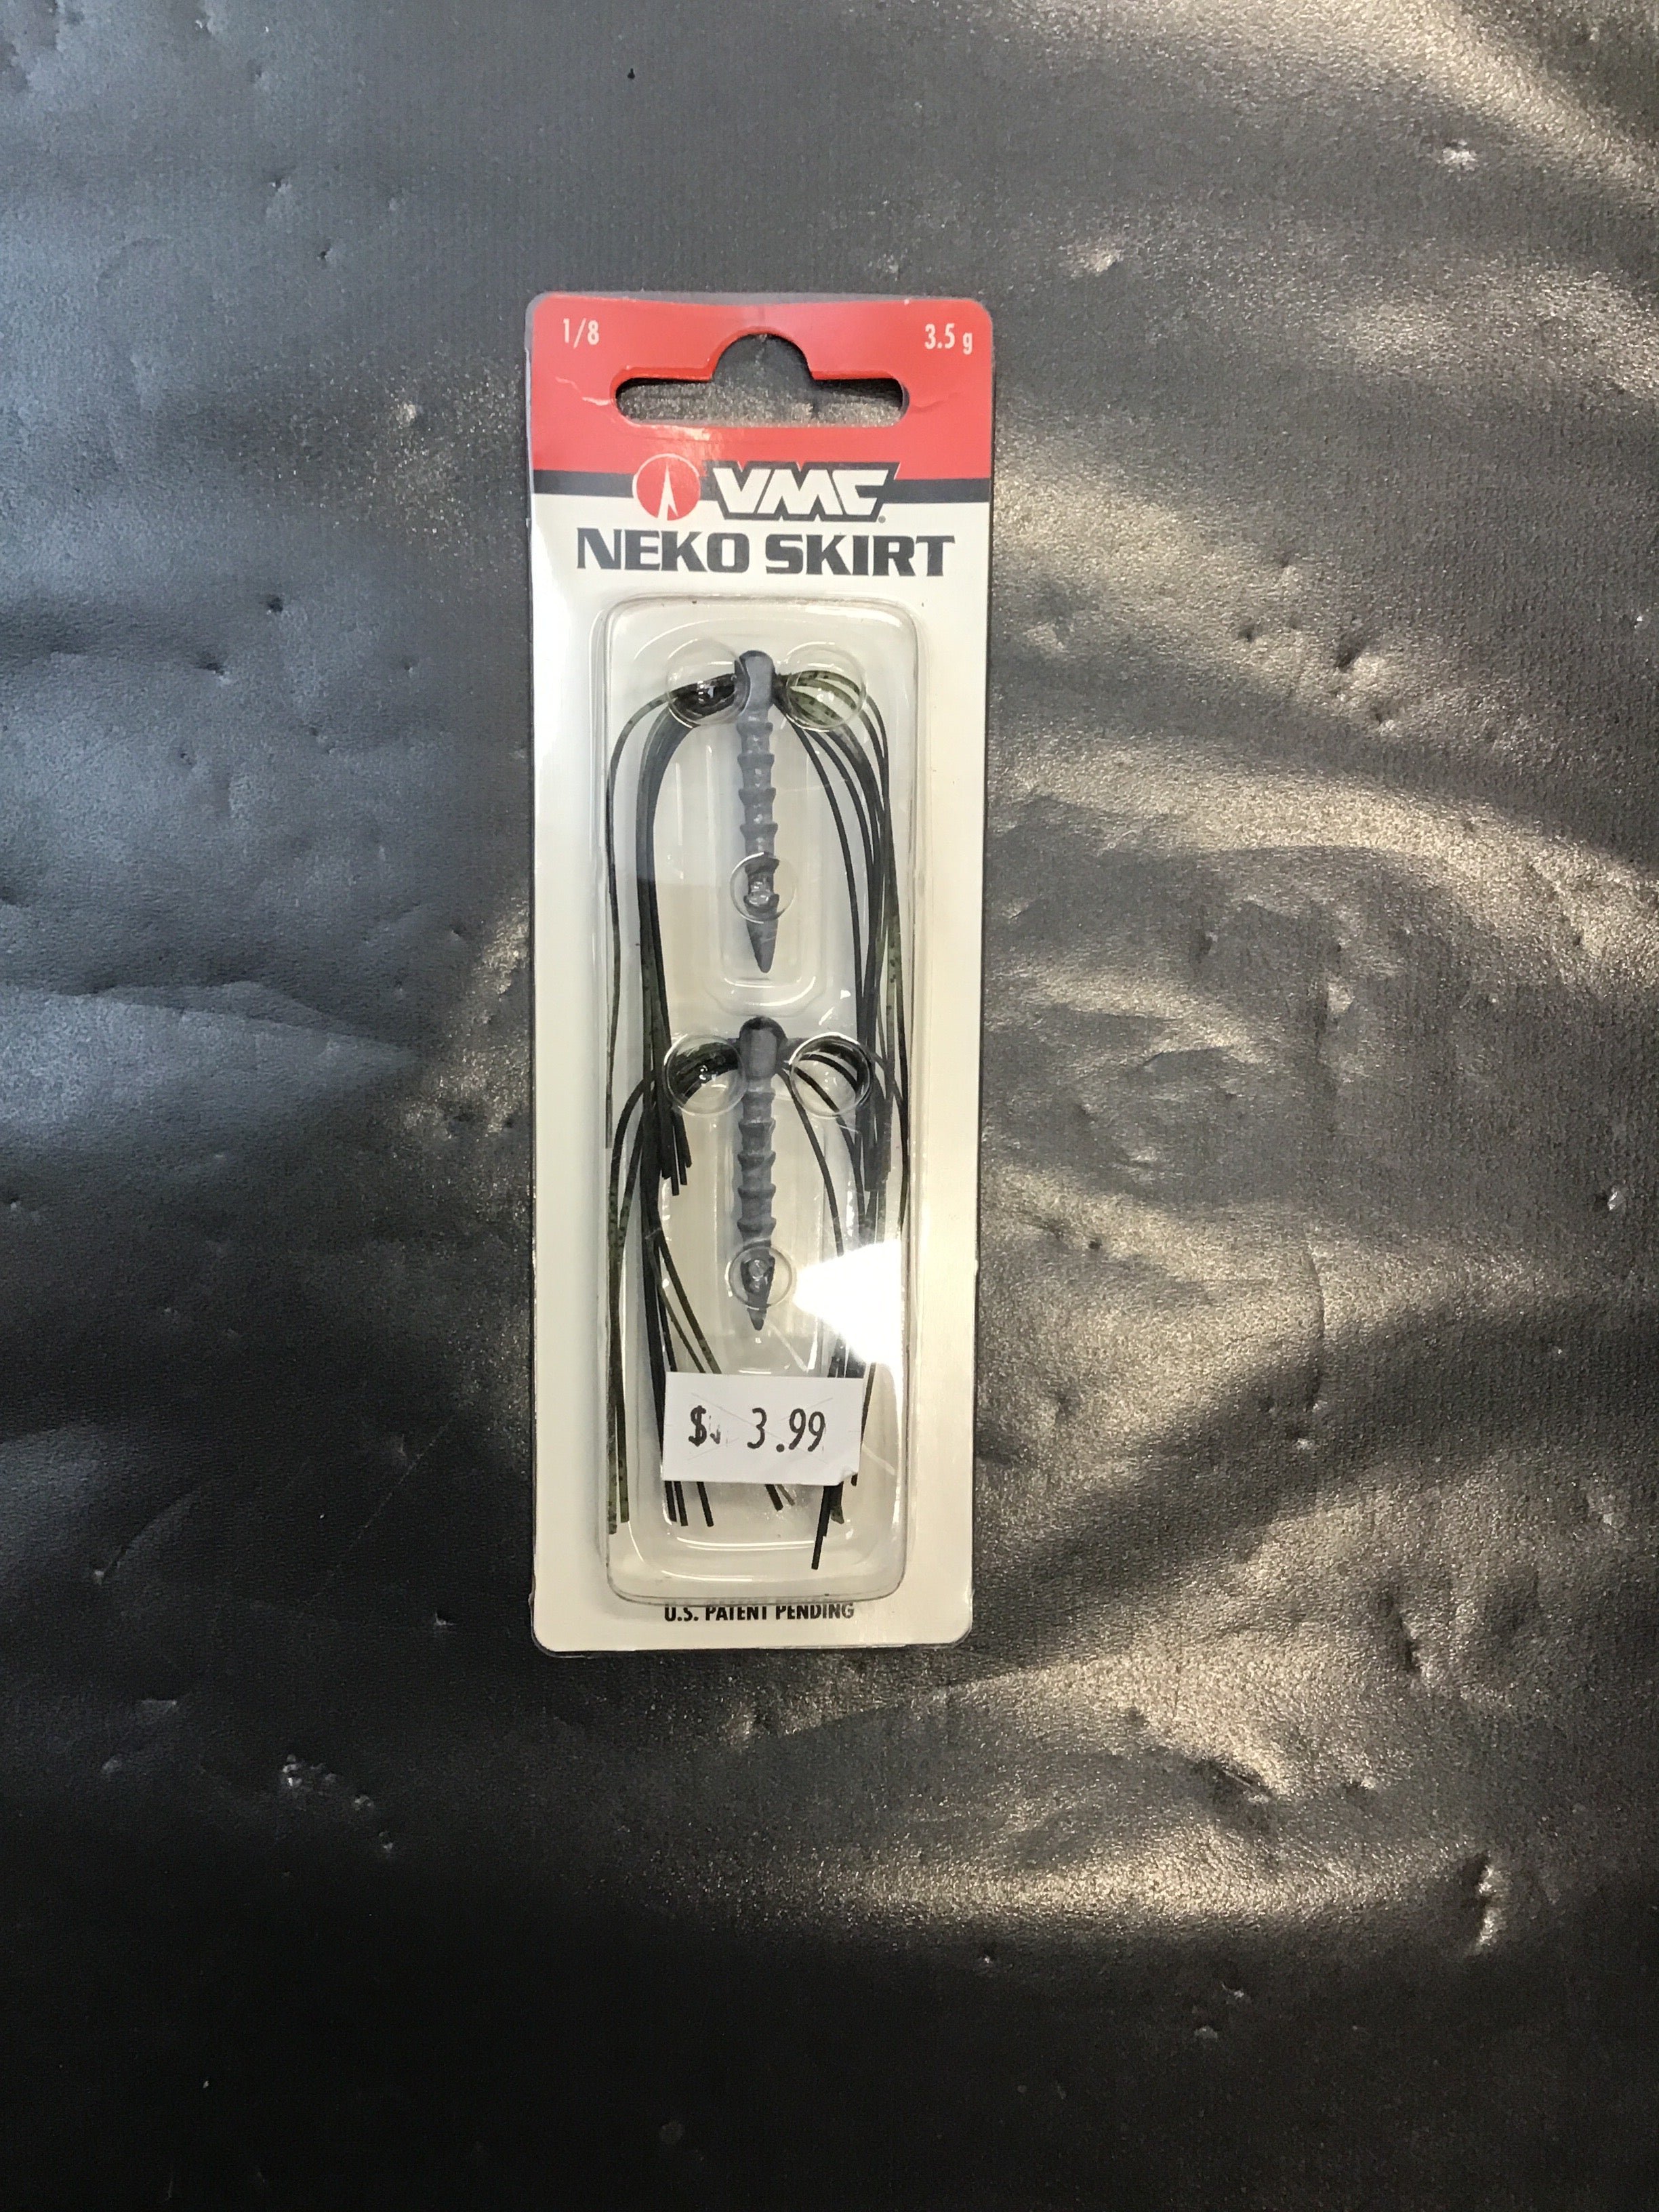 1/8
3.5 g
VMC
NEKO SKIRT
$ 3.99
U.S. PATENT PENDING